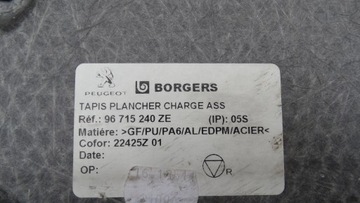 PEUGEOT BORGERS
TAPIS PLANCHER CHARGE ASS
Réf.: 96 715 240 ZE (IP): 05S
Matiére: >GF/PU/PA6/AL/EDPM/ACIER<
Cofor: 22425Z 01
Date:
OP:
R